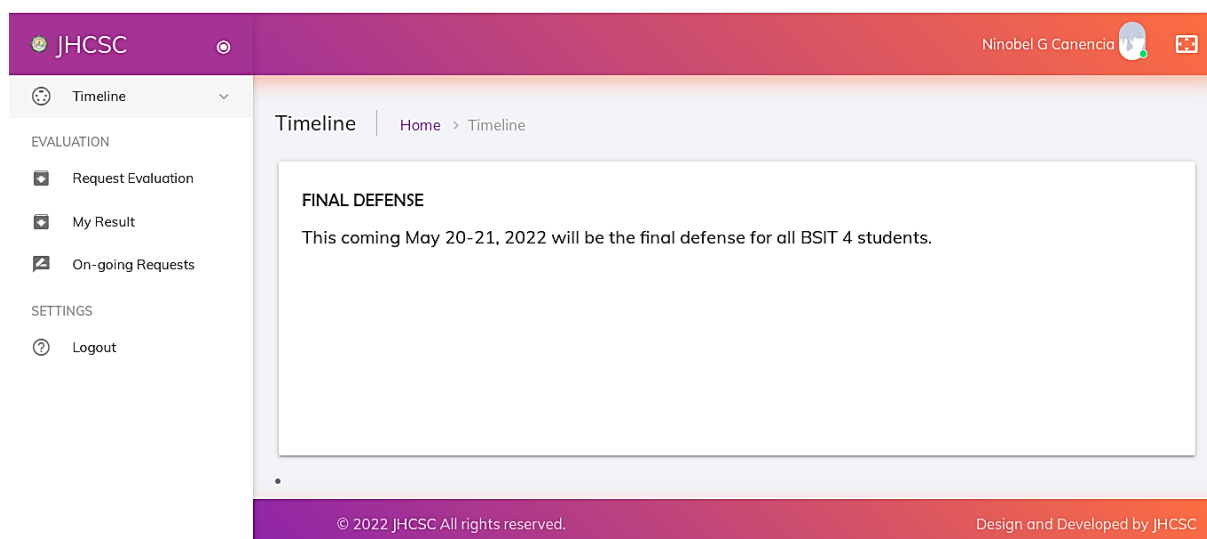 JHCSC
Ninobel G Canencia
Timeline
EVALUATION
Request Evaluation
My Result
On-going Requests
SETTINGS
Logout
Timeline
Home > Timeline
FINAL DEFENSE
This coming May 20-21, 2022 will be the final defense for all BSIT 4 students.
© 2022 JHCSC All rights reserved.
Design and Developed by JHCSC